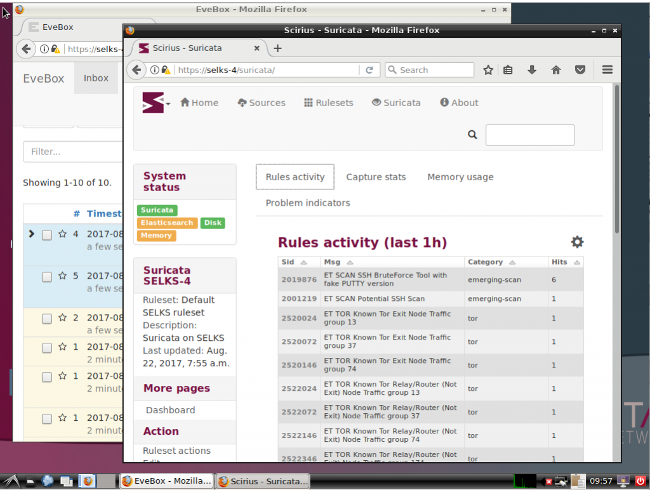 EveBox - Mozilla Firefox
EveBox
https://selks-4
EveBox
Inbox
Filter...
Showing 1-10 of 10.
# Timest
4 2017-08
a few se
5 2017-08
a few se
2 2017-08
a few se
1 2017-08
2 minut
1 2017-08
2 minute
1 2017-08
2 minut
Scirius - Suricata - Mozilla Firefox
Scirius - Suricata
https://selks-4/suricata/
Search
Home
Sources
Rulesets
Suricata
About
System
status
Suricata
Elasticsearch Disk
Memory
Suricata
SELKS-4
Ruleset: Default
SELKS ruleset
Description:
Suricata on SELKS
Last updated: Aug.
22, 2017, 7:55 a.m.
More pages
Dashboard
Action
Ruleset actions
Edit
Rules activity
Capture stats
Memory usage
Problem indicators
Rules activity (last 1h)
Sid Msg Category Hits
2019876 ET SCAN SSH BruteForce Tool with
fake PUTTY version emerging-scan 6
2001219 ET SCAN Potential SSH Scan emerging-scan 1
2520024 ET TOR Known Tor Exit Node Traffic
group 13 tor 1
2520072 ET TOR Known Tor Exit Node Traffic
group 37 tor 1
2520146 ET TOR Known Tor Exit Node Traffic
group 74 tor 1
2522024 ET TOR Known Tor Relay/Router (Not
Exit) Node Traffic group 13 tor 1
2522072 ET TOR Known Tor Relay/Router (Not
Exit) Node Traffic group 37 tor 1
2522146 ET TOR Known Tor Relay/Router (Not
Exit) Node Traffic group 74 tor 1
2522346 ET TOR Known Tor Relay/Router (Not tor 1
EveBox - Mozilla...
Scirius - Suricata...
09:57